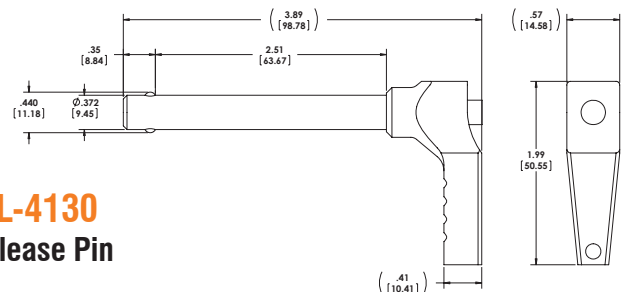 ( 3.89 )
[98.78]
( .57 )
[14.58]
.35
[8.84]
2.51
[63.67]
.440
[11.18]
Ø.372
[9.45]
1.99
[50.55]
L-4130
lease Pin
( .41 )
[10.41]